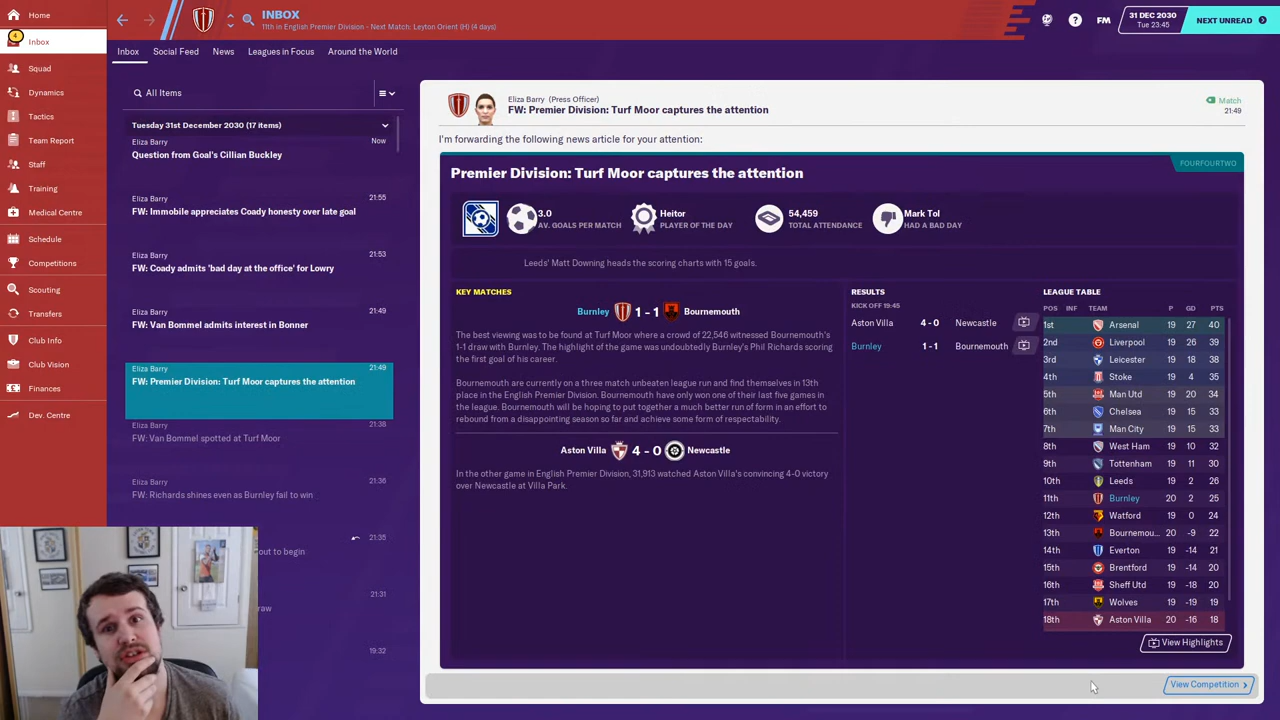 Home
INBOX
11th in English Premier Division - Next Match: Leyton Orient (H) (4 days)
FM
31 DEC 2030
Tue 23:45
NEXT UNREAD
4
Inbox
Squad
Dynamics
Tactics
Team Report
Staff
Training
Medical Centre
Schedule
Competitions
Scouting
Transfers
Club Info
Club Vision
Finances
Dev. Centre
Inbox Social Feed News Leagues in Focus Around the World
All Items
Tuesday 31st December 2030 (17 items)
Eliza Barry Now
Question from Goal's Cillian Buckley
Eliza Barry 21:55
FW: Immobile appreciates Coady honesty over late goal
Eliza Barry 21:53
FW: Coady admits 'bad day at the office' for Lowry
Eliza Barry 21:49
FW: Van Bommel admits interest in Bonner
Eliza Barry 21:49
FW: Premier Division: Turf Moor captures the attention
Eliza Barry 21:38
FW: Van Bommel spotted at Turf Moor
Eliza Barry 21:36
FW: Richards shines even as Burnley fail to win
21:35
out to begin
21:31
raw
19:32
Eliza Barry (Press Officer)
FW: Premier Division: Turf Moor captures the attention
Match
21:49
I'm forwarding the following news article for your attention:
FOURFOURTWO
Premier Division: Turf Moor captures the attention
3.0
AV. GOALS PER MATCH
Heitor
PLAYER OF THE DAY
54,459
TOTAL ATTENDANCE
Mark Tol
HAD A BAD DAY
Leeds' Matt Downing heads the scoring charts with 15 goals.
KEY MATCHES
Burnley 1 - 1 Bournemouth
The best viewing was to be found at Turf Moor where a crowd of 22,546 witnessed Bournemouth's
1-1 draw with Burnley. The highlight of the game was undoubtedly Burnley's Phil Richards scoring
the first goal of his career.
Bournemouth are currently on a three match unbeaten league run and find themselves in 13th
place in the English Premier Division. Bournemouth have only won one of their last five games in
the league. Bournemouth will be hoping to put together a much better run of form in an effort to
rebound from a disappointing season so far and achieve some form of respectability.
Aston Villa 4 - 0 Newcastle
In the other game in English Premier Division, 31,913 watched Aston Villa's convincing 4-0 victory
over Newcastle at Villa Park.
RESULTS
KICK OFF 19:45
Aston Villa 4 - 0 Newcastle
Burnley 1 - 1 Bournemouth
LEAGUE TABLE
POS INF TEAM P GD PTS
1st Arsenal 19 27 40
2nd Liverpool 19 26 39
3rd Leicester 19 18 38
4th Stoke 19 4 35
5th Man Utd 19 20 34
6th Chelsea 19 15 33
7th Man City 19 15 33
8th West Ham 19 10 32
9th Tottenham 19 11 30
10th Leeds 19 2 26
11th Burnley 20 2 25
12th Watford 19 0 24
13th Bournemou... 20 -9 22
14th Everton 19 -14 21
15th Brentford 19 -14 20
16th Sheff Utd 19 -18 20
17th Wolves 19 -19 19
18th Aston Villa 20 -16 18
View Highlights
View Competition